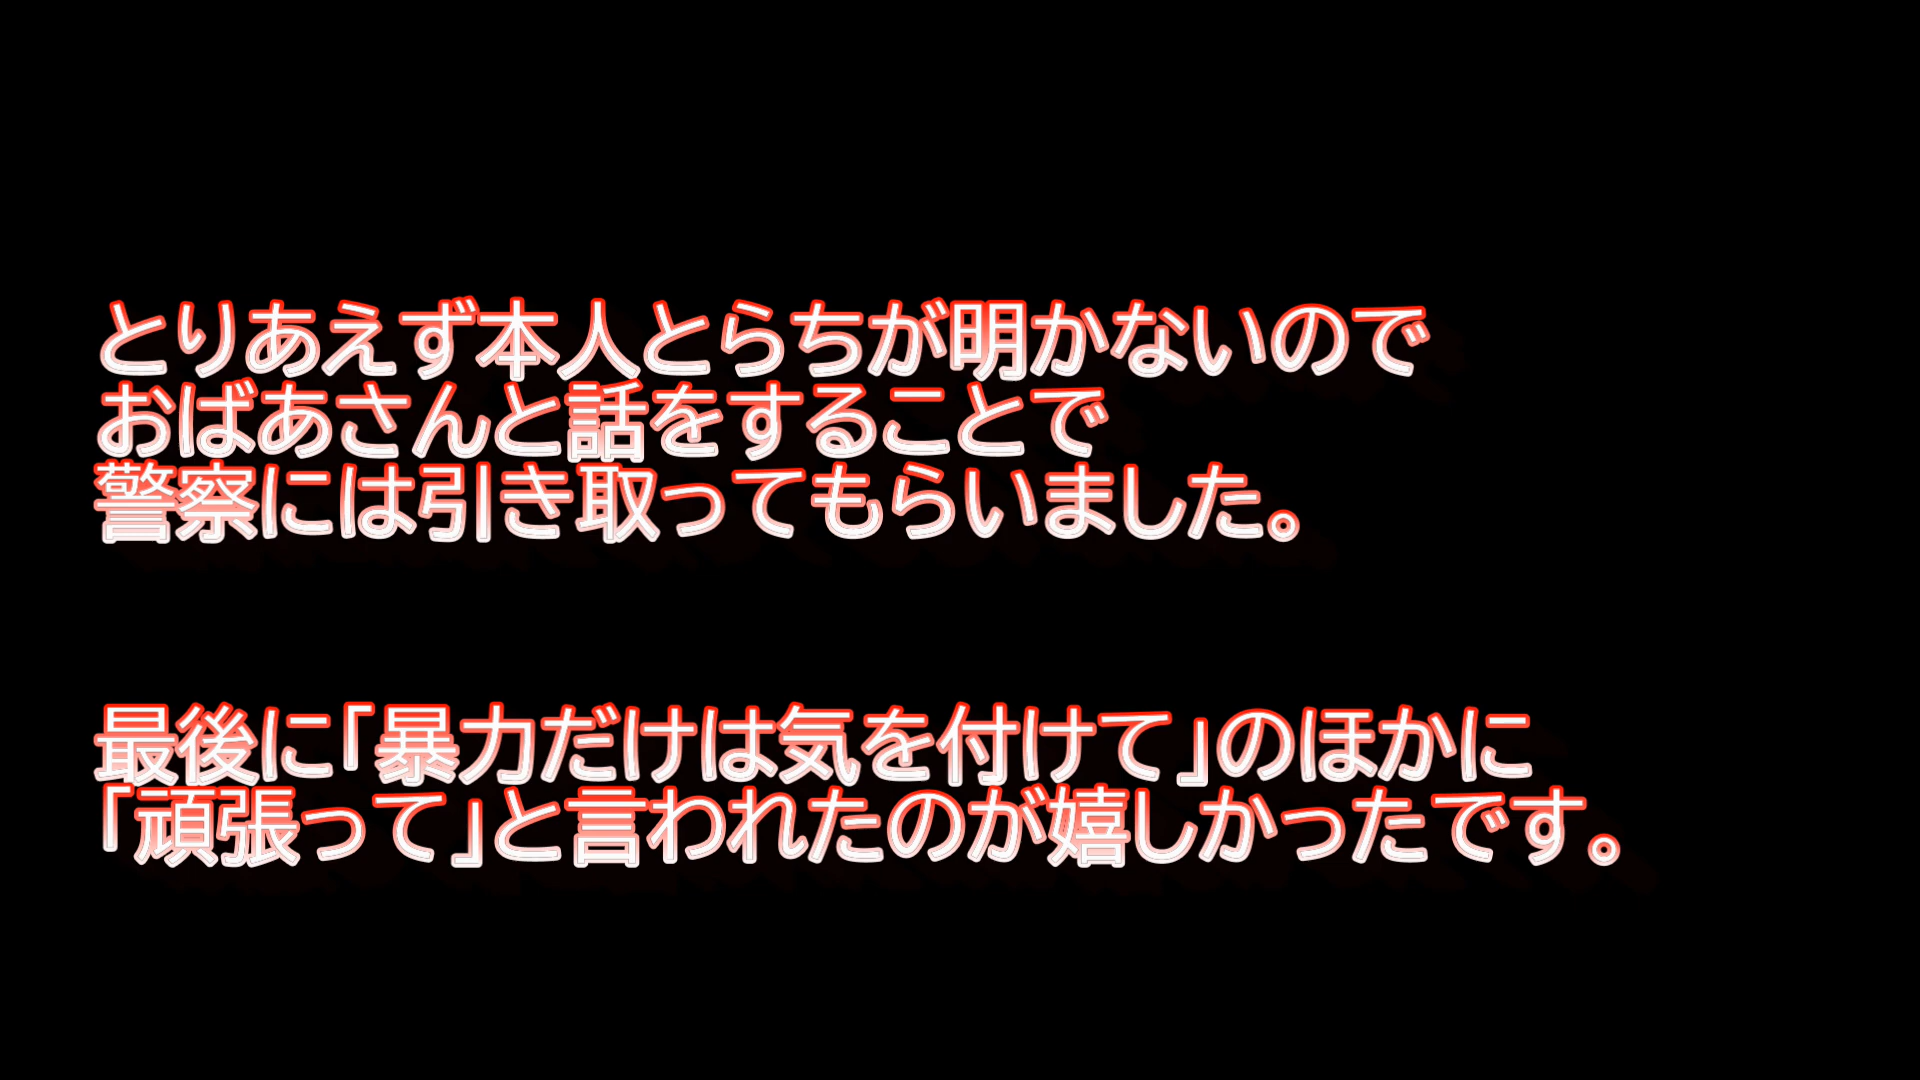 とりあえず本人とらちが明かないので
おばあさんと話をすることで
警察には引き取ってもらいました。
最後に「暴力だけは気を付けて」のほかに
「頑張って」と言われたのが嬉しかったです。